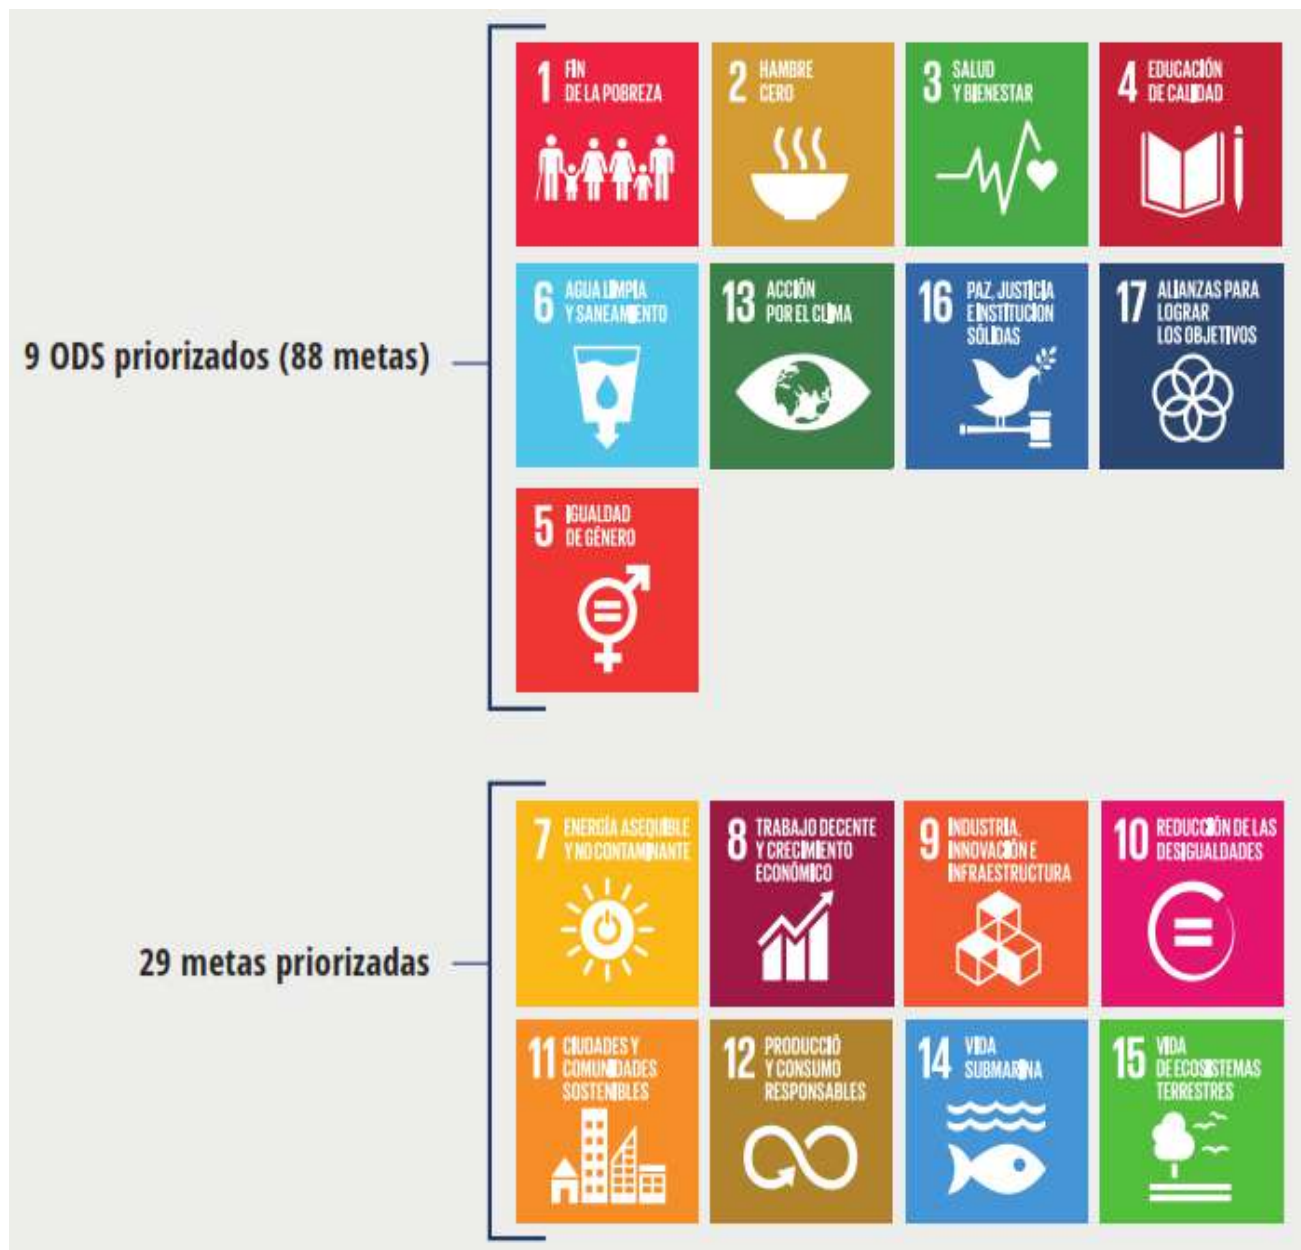 1 FIN
DE LA POBREZA
2 HAMBRE
CERO
3 SALUD
Y BIENESTAR
4 EDUCACIÓN
DE CALIDAD
9 ODS priorizados (88 metas)
6 AGUA LIMPIA
Y SANEAMIENTO
13 ACCIÓN
POR EL CLIMA
16 PAZ, JUSTICIA
E INSTITUCION
SÓLIDAS
17 ALIANZAS PARA
LOGRAR
LOS OBJETIVOS
5 IGUALDAD
DE GÉNERO
29 metas priorizadas
7 ENERGÍA ASEQUIBLE
Y NO CONTAMINANTE
8 TRABAJO DECENTE
Y CRECIMIENTO
ECONÓMICO
9 INDUSTRIA,
INNOVACIÓN E
INFRAESTRUCTURA
10 REDUCCIÓN DE LAS
DESIGUALDADES
11 CIUDADES Y
COMUNIDADES
SOSTENIBLES
12 PRODUCCIÓ
Y CONSUMO
RESPONSABLES
14 VIDA
SUBMARINA
15 VIDA
DE ECOSISTEMAS
TERRESTRES